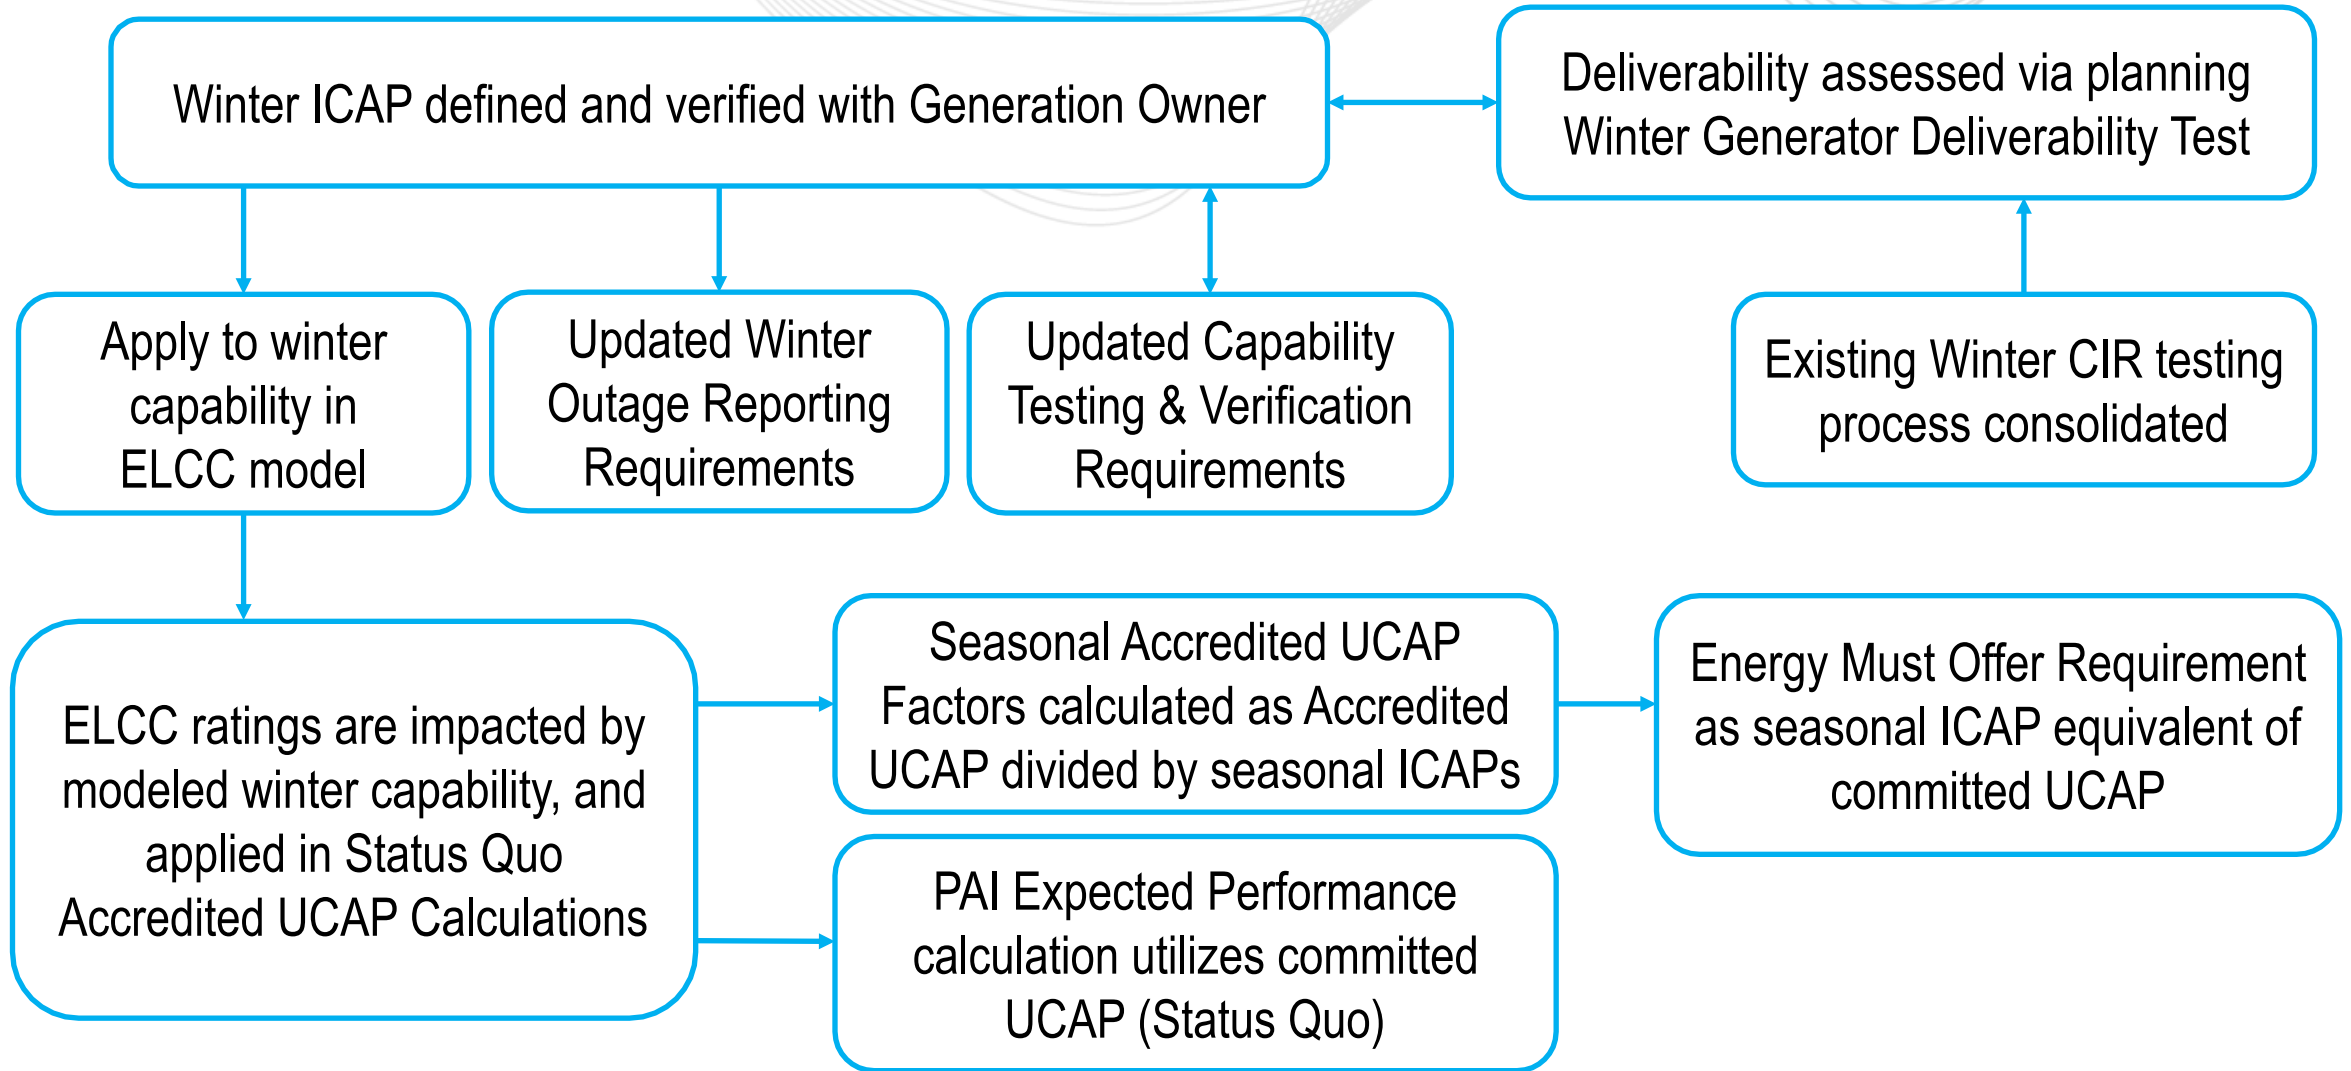 Winter ICAP defined and verified with Generation Owner
Deliverability assessed via planning
Winter Generator Deliverability Test
Apply to winter
capability in
ELCC model
Updated Winter
Outage Reporting
Requirements
Updated Capability
Testing & Verification
Requirements
Existing Winter CIR testing
process consolidated
ELCC ratings are impacted by
modeled winter capability, and
applied in Status Quo
Accredited UCAP Calculations
Seasonal Accredited UCAP
Factors calculated as Accredited
UCAP divided by seasonal ICAPs
Energy Must Offer Requirement
as seasonal ICAP equivalent of
committed UCAP
PAI Expected Performance
calculation utilizes committed
UCAP (Status Quo)